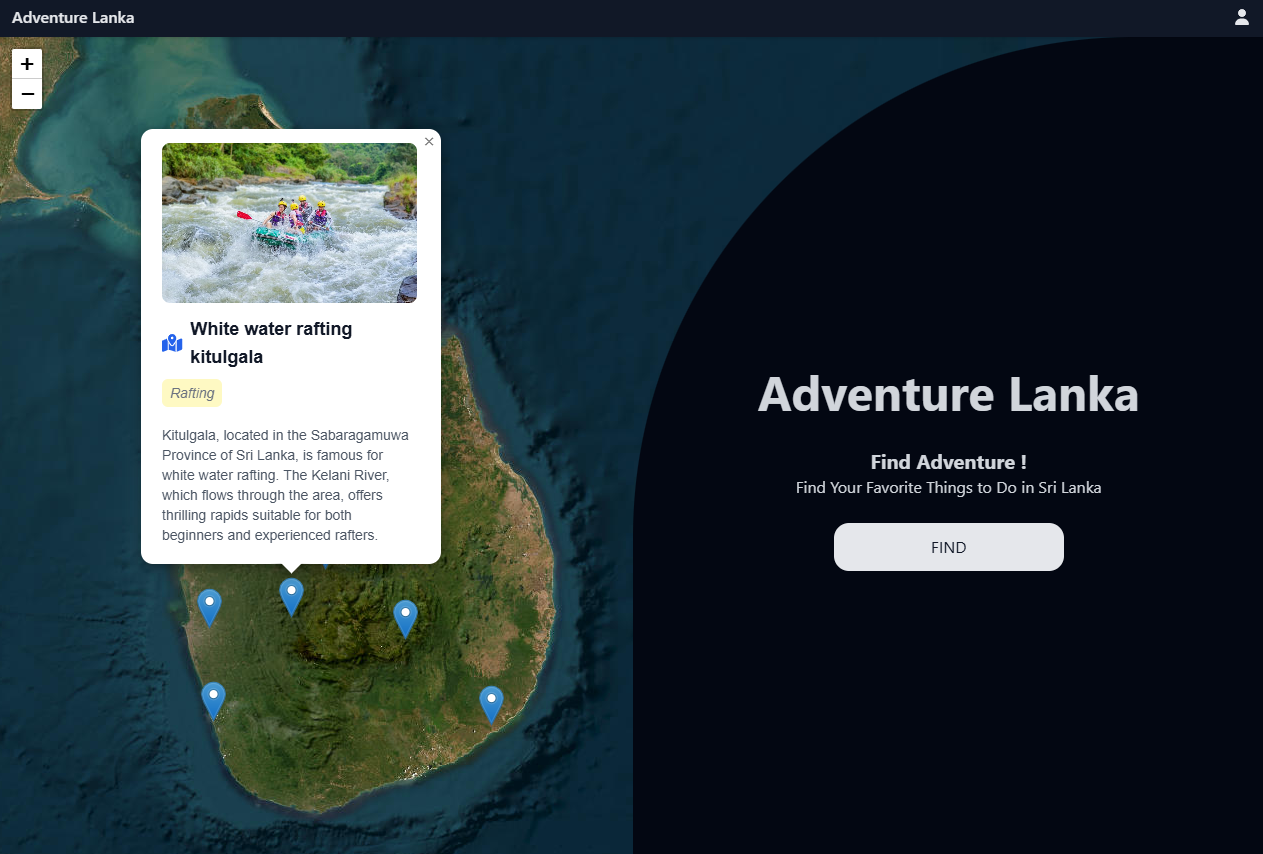 Adventure Lanka
+
−
×
White water rafting
kitulgala
Rafting
Kitulgala, located in the Sabaragamuwa
Province of Sri Lanka, is famous for
white water rafting. The Kelani River,
which flows through the area, offers
thrilling rapids suitable for both
beginners and experienced rafters.
Adventure Lanka
Find Adventure !
Find Your Favorite Things to Do in Sri Lanka
FIND